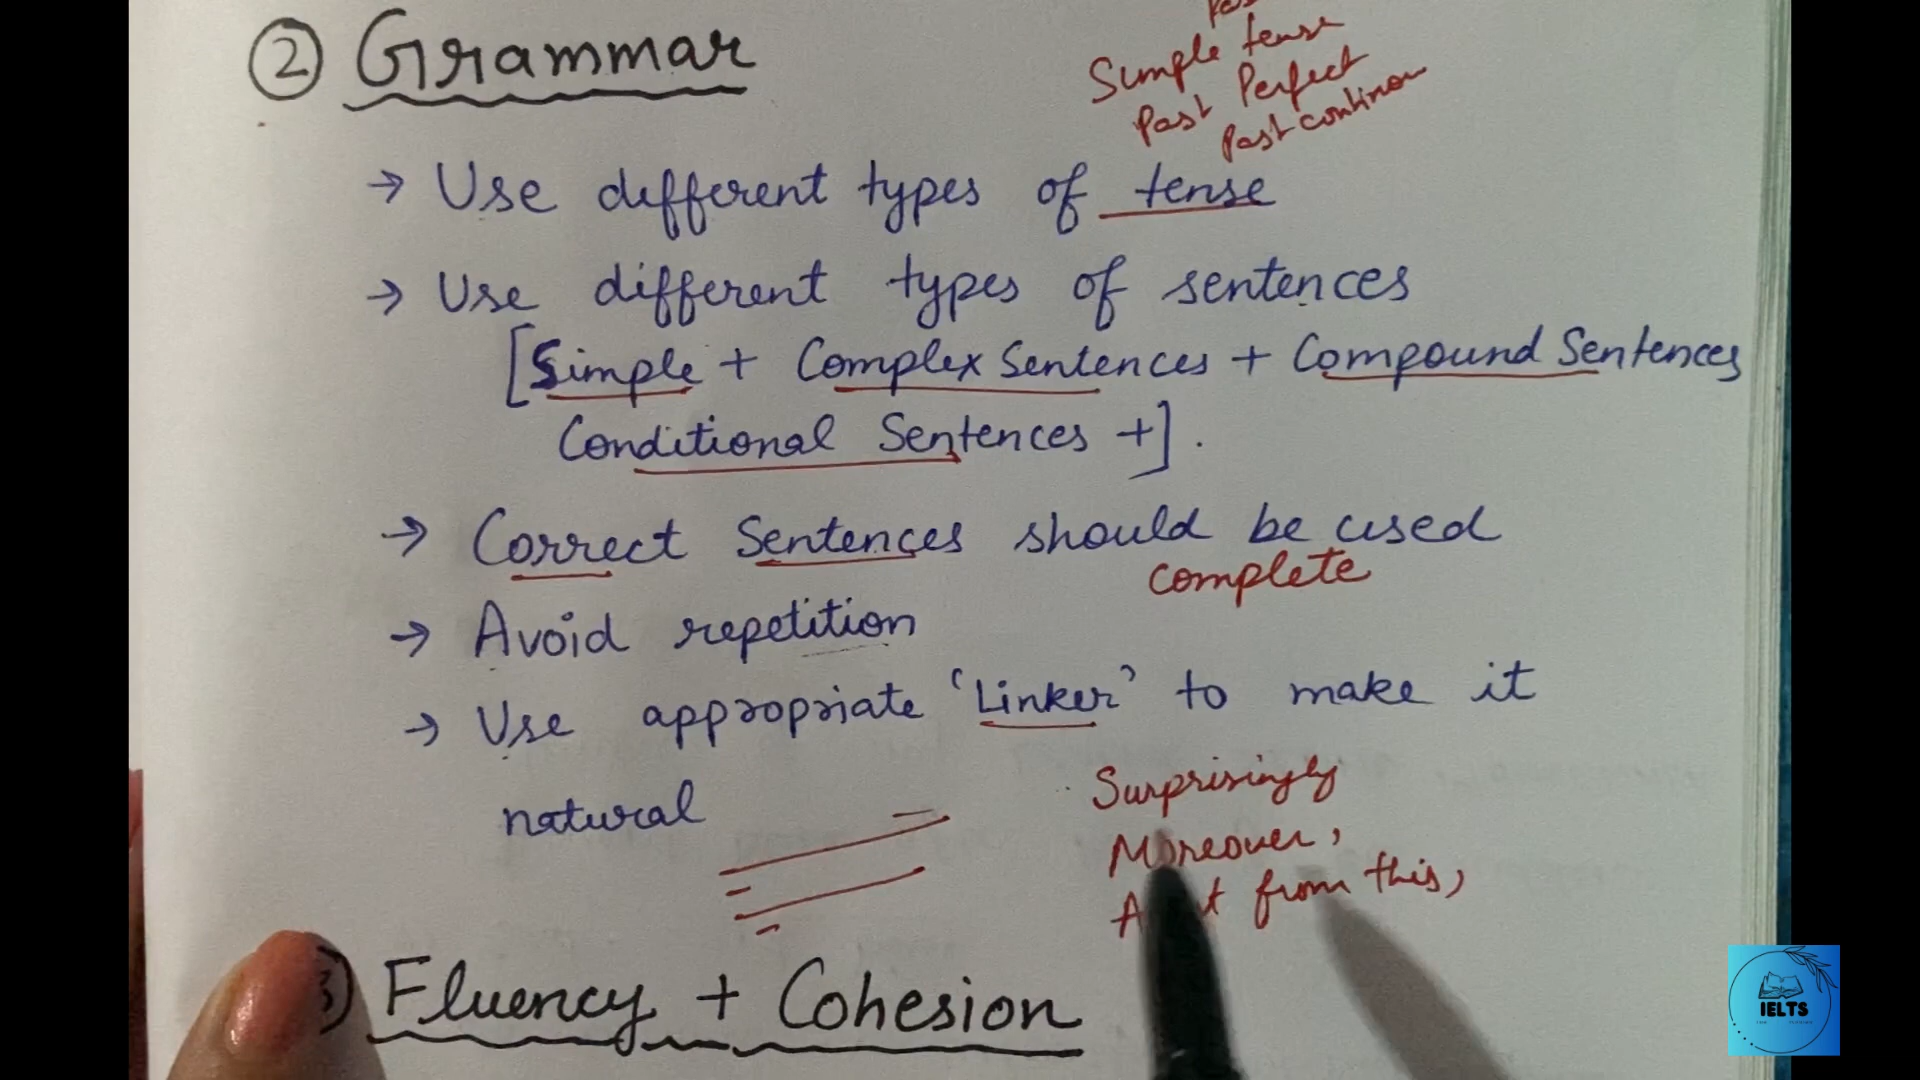 ② Grammar
Simple tense
Past Perfect
Past continuou
→ Use different types of tense
→ Use different types of sentences
[Simple + Complex Sentences + Compound Sentences
Conditional Sentences +].
→ Correct Sentences should be used
complete
→ Avoid repetition
→ Use appropriate 'Linker' to make it
natural
Surprisingly
Moreover,
from this,
3) Fluency + Cohesion
IELTS